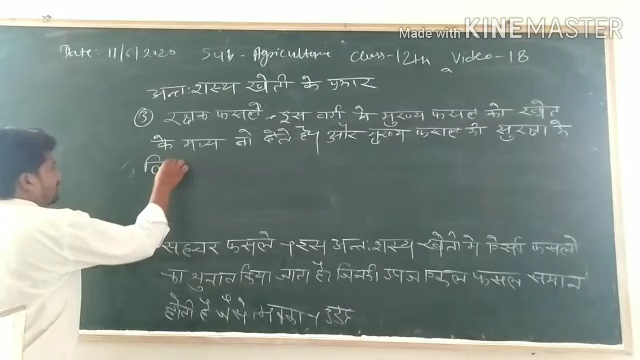 Made with KINEMASTER
Date: 11/6/2020 Sub - Agriculture Class-12th Video-18
अन्त: शस्य खेती के प्रकार
③ रक्षक फसले - इस वर्ग मे मुख्य फसल को खेत
के मध्य बो देते है। और मुख्य फसल की सुरक्षा के
लि
सहचर फसले → इस अन्त: शस्य खेती मे ऐसी फसलो
का चुनाव किया जाता है। जिनकी उपज फसल समान
होती है जैसे मक्का + उड़द